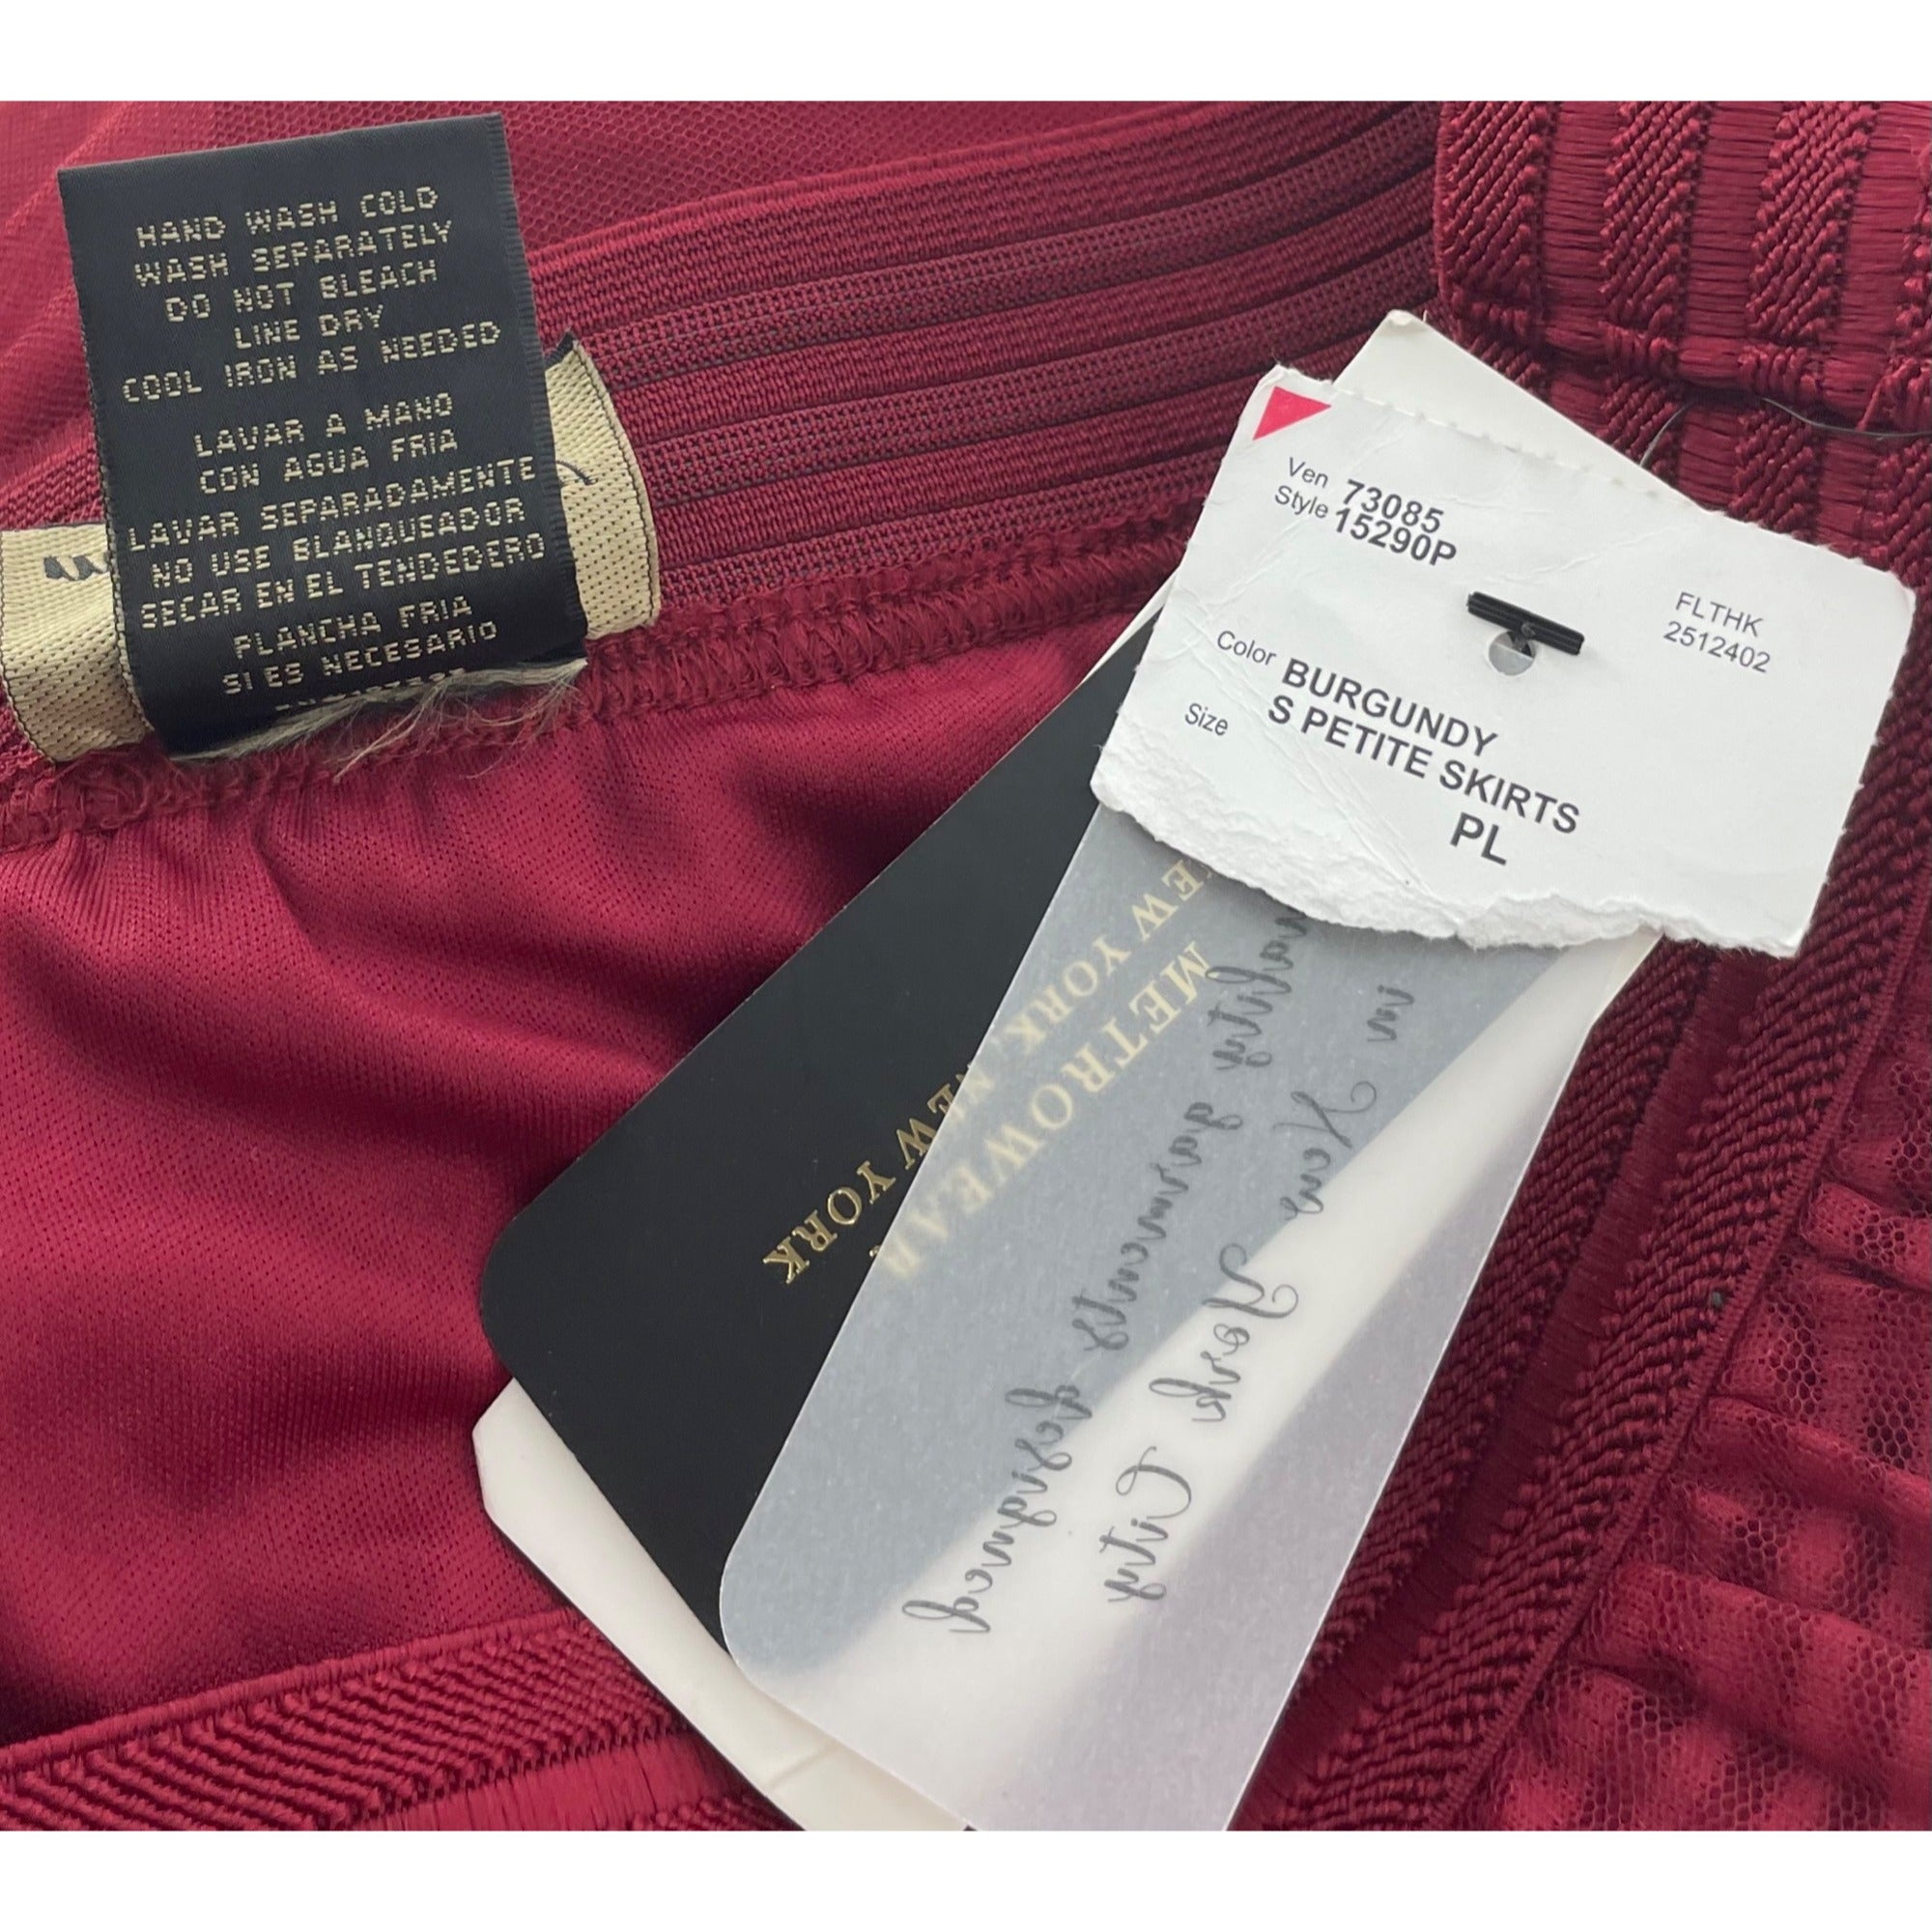 HAND WASH COLD
WASH SEPARATELY
DO NOT BLEACH
LINE DRY
COOL IRON AS NEEDED
LAVAR A MANO
CON AGUA FRIA
LAVAR SEPARADAMENTE
NO USE BLANQUEADOR
SECAR EN EL TENDEDERO
PLANCHA FRIA
SI ES NECESARIO
Ven 73085
Style 15290P
FLTHK
2512402
Color BURGUNDY
S PETITE SKIRTS
Size PL
METROWEAR
NEW YORK NEW YORK
quality garments designed
in New York City